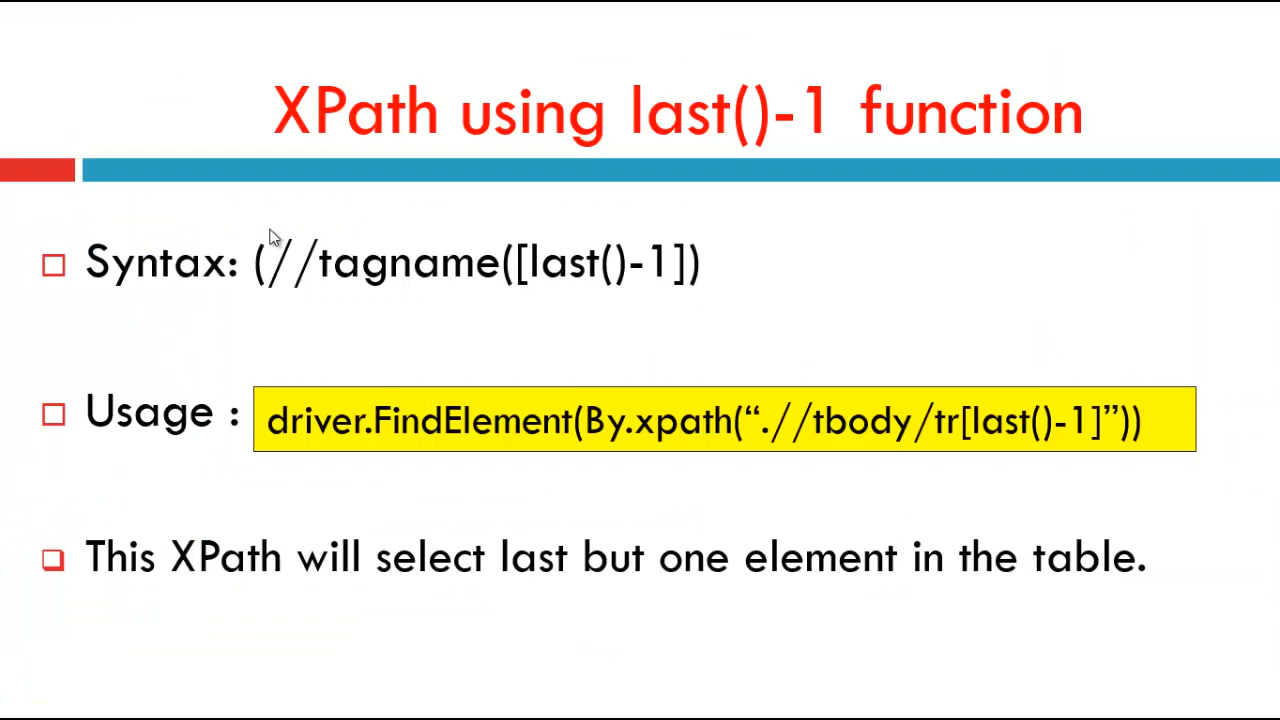 XPath using last()-1 function
Syntax: (//tagname([last()-1])
Usage :
driver.FindElement(By.xpath(“.//tbody/tr[last()-1]”))
This XPath will select last but one element in the table.